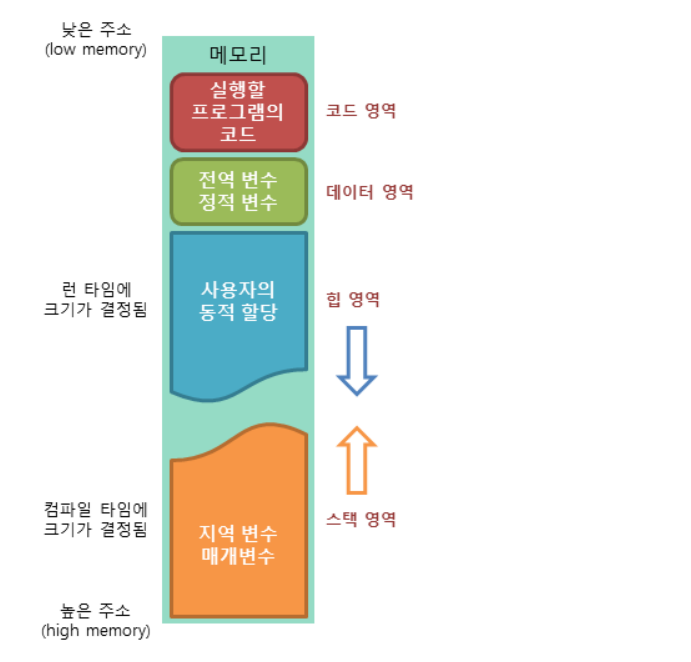 낮은 주소
(low memory)
메모리
실행할
프로그램의
코드
코드 영역
전역 변수
정적 변수
데이터 영역
런 타임에
크기가 결정됨
사용자의
동적 할당
힙 영역
컴파일 타임에
크기가 결정됨
지역 변수
매개변수
스택 영역
높은 주소
(high memory)